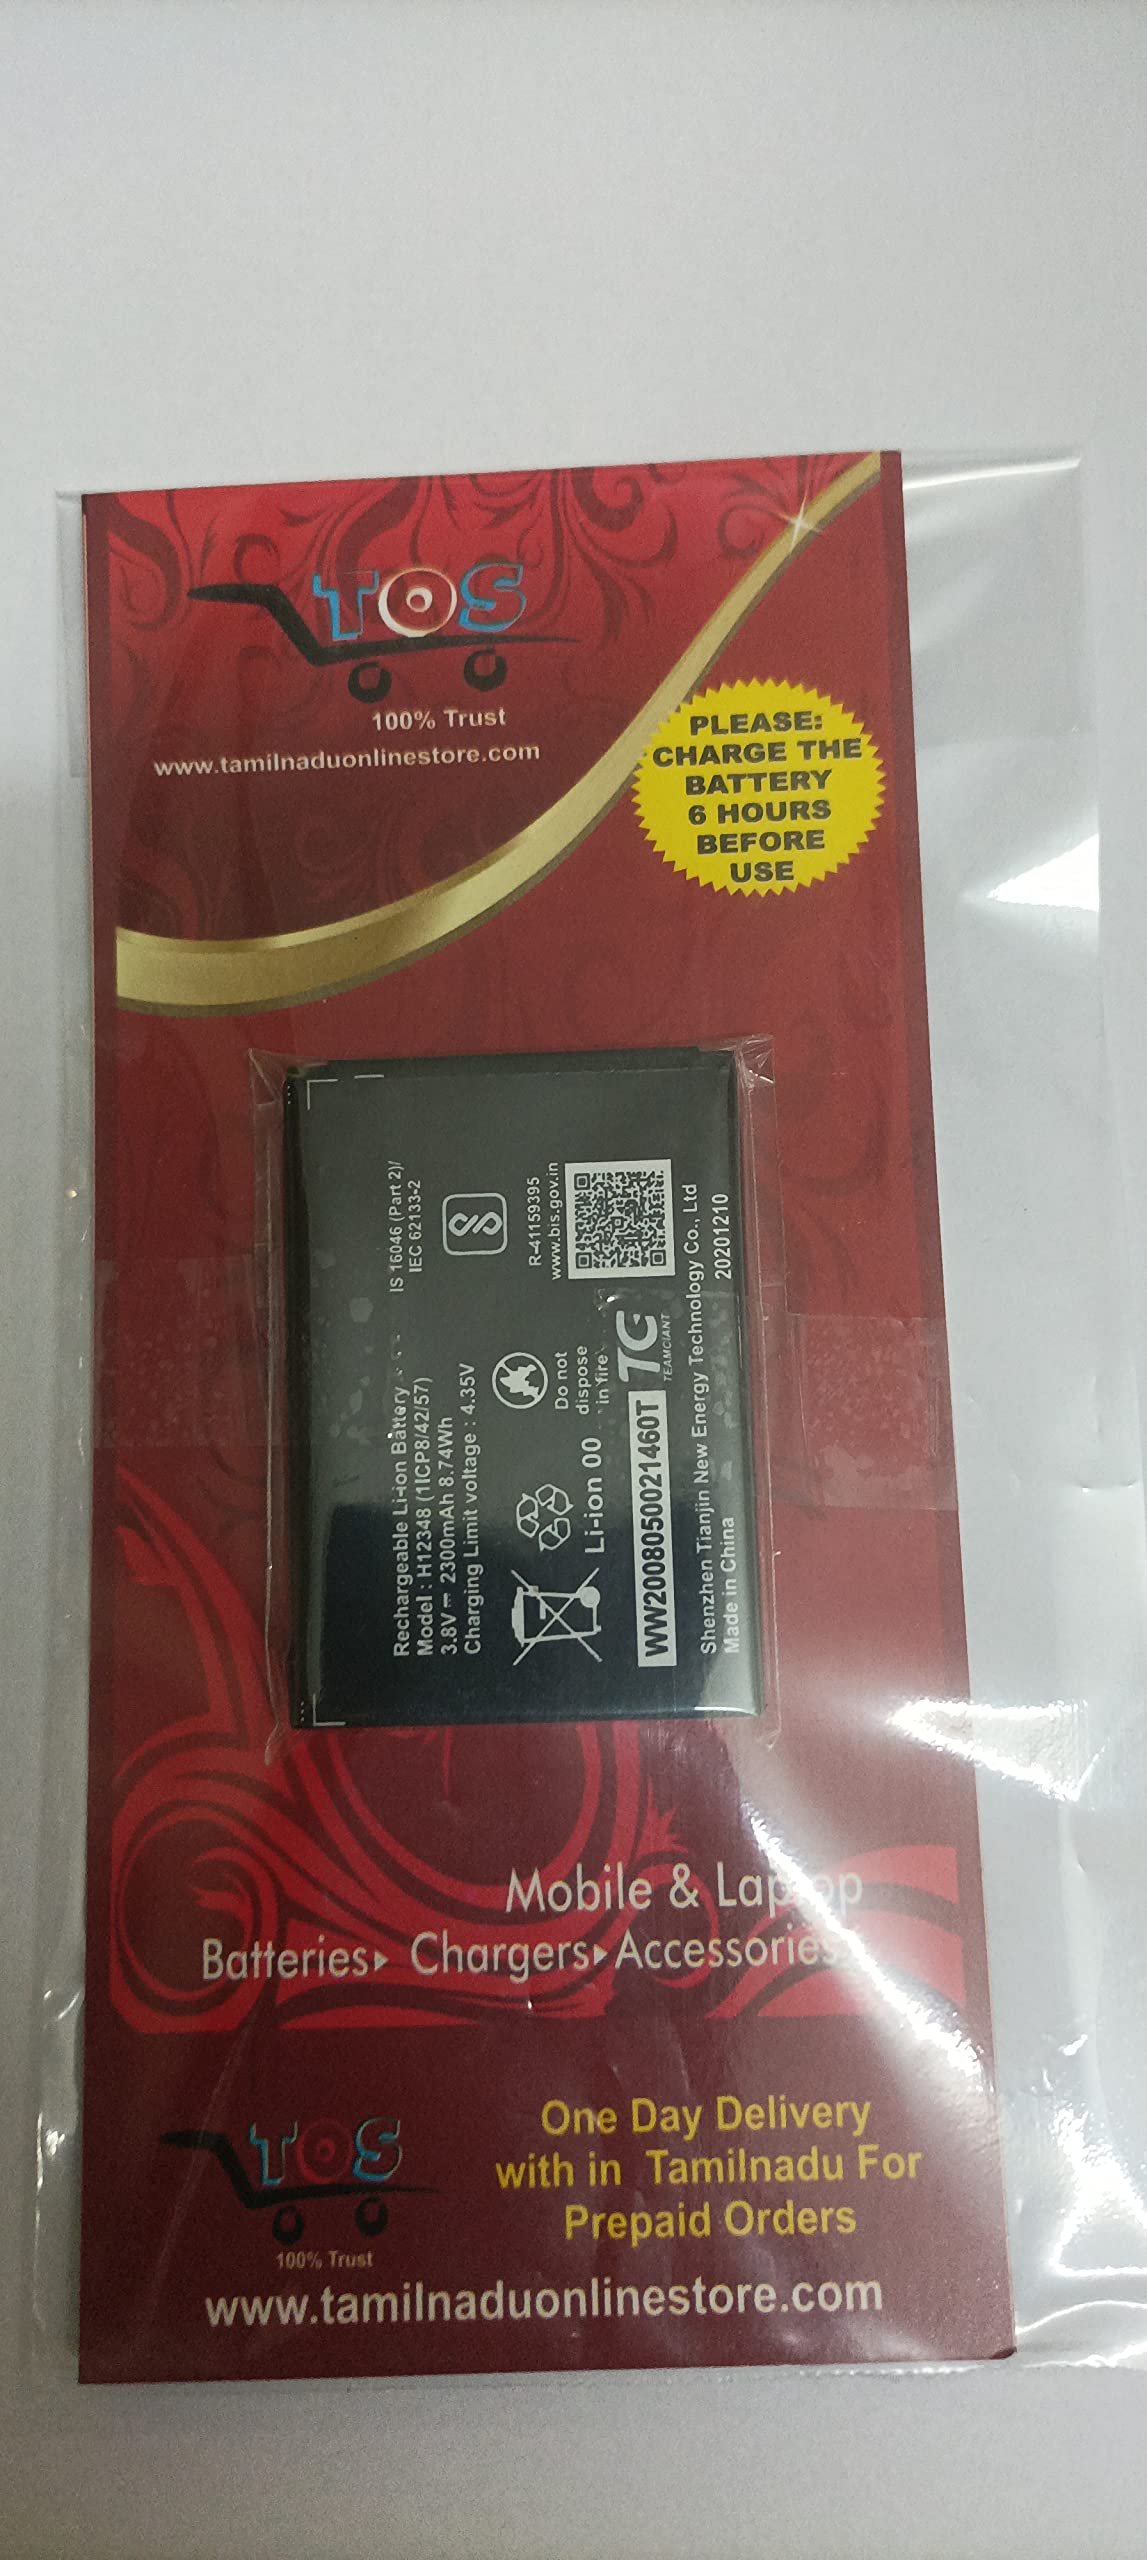 TOS
100% Trust
www.tamilnaduonlinestore.com
PLEASE:
CHARGE THE
BATTERY
6 HOURS
BEFORE
USE
Rechargeable Li-ion Battery
Model : H12348 (1ICP8/42/57)
3.8V⎓ 2300mAh 8.74Wh
Charging Limit voltage : 4.35V
IS 16046 (Part 2)/
IEC 62133-2
R-41159395
www.bis.gov.in
Do not
dispose
in fire
Li-ion 00
WW200805002146​0T
TC
TEAMGIANT
Shenzhen Tianjin New Energy Technology Co., Ltd
Made in China
20201210
Mobile & Laptop
Batteries▸ Chargers▸Accessories
TOS
100% Trust
One Day Delivery
with in Tamilnadu For
Prepaid Orders
www.tamilnaduonlinestore.com